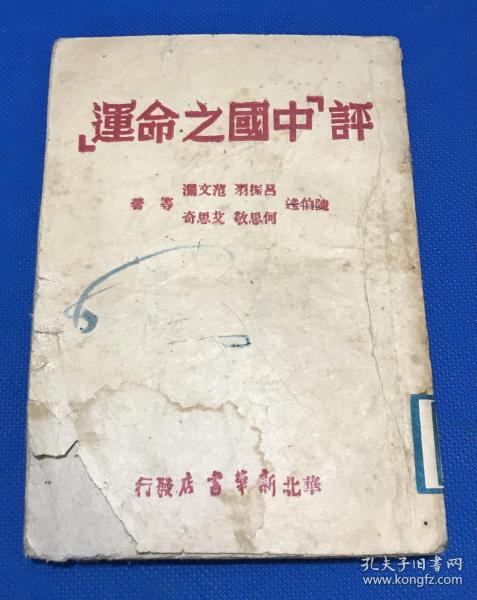 評「中國之命運」
陳伯達 呂振羽 范文瀾 何思敬 艾思奇 等著
華北新華書店發行
孔夫子旧书网
www.kongfz.com